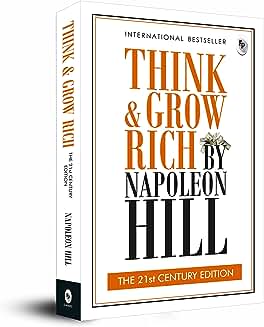 INTERNATIONAL BESTSELLER
THINK
& GROW
RICH BY
NAPOLEON
HILL
THE 21st CENTURY EDITION
THINK & GROW RICH
THE 21st CENTURY
EDITION
NAPOLEON HILL